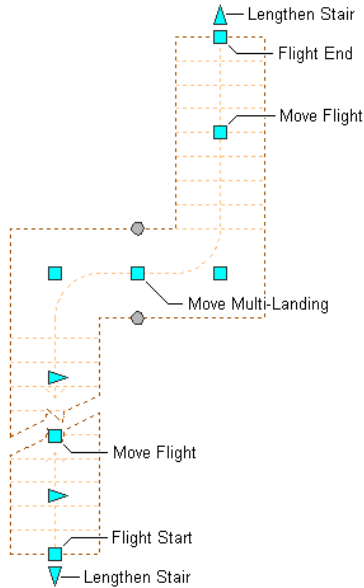 Lengthen Stair
Flight End
Move Flight
Move Multi-Landing
Move Flight
Flight Start
Lengthen Stair